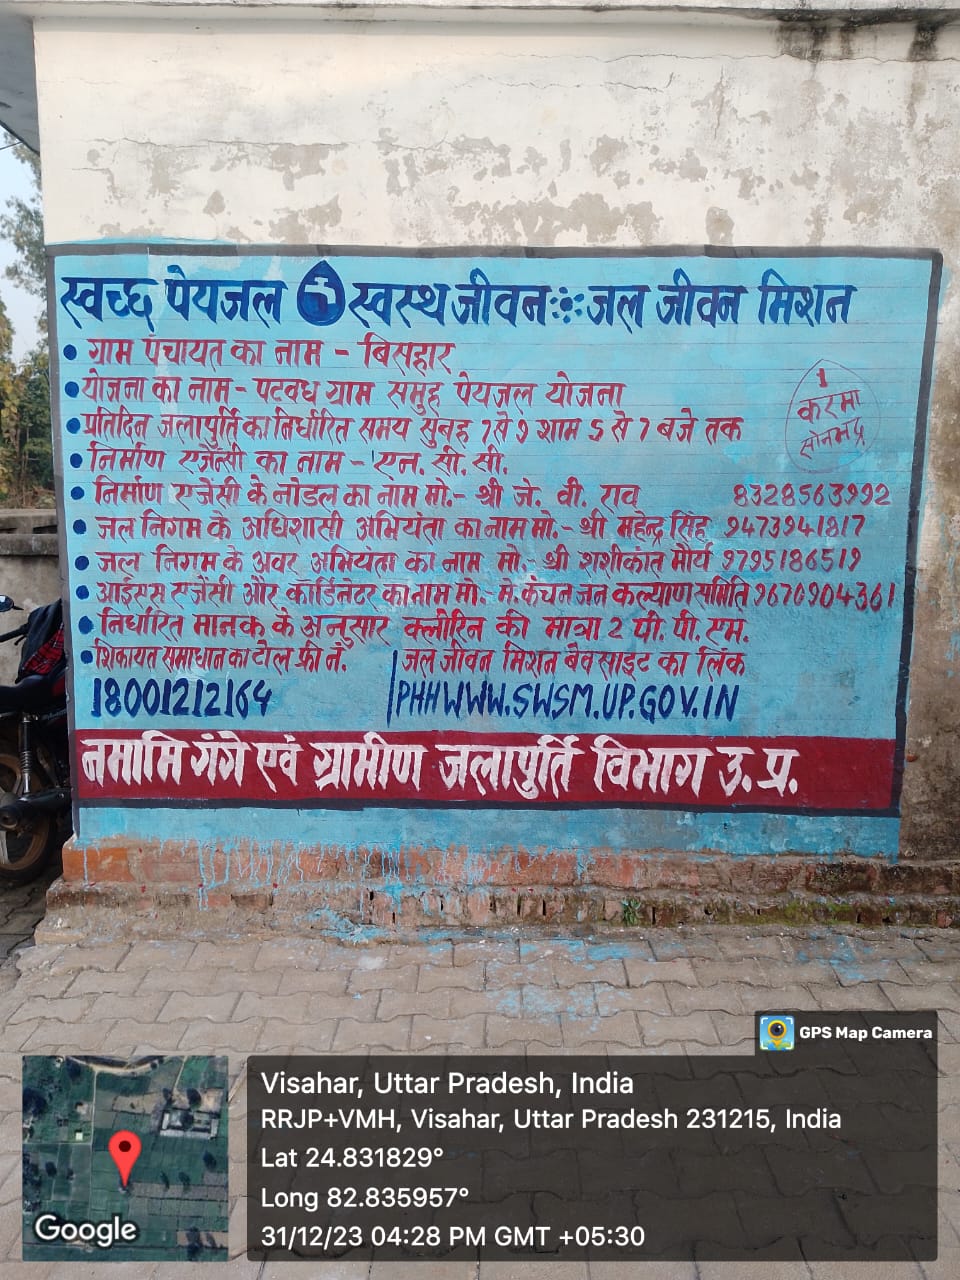 स्वच्छ पेयजल स्वस्थ जीवन जल जीवन मिशन
• ग्राम पंचायत का नाम - बिसहार
• योजना का नाम - पटवध ग्राम समुह पेयजल योजना
1
करमा
सोनभद्र
• प्रतिदिन जलापुर्ति का निर्धारित समय सुबह 7 से 9 शाम 5 से 7 बजे तक
• निर्माण एजेंन्सी का नाम - एन. सी. सी.
• निर्माण एजेंसी के नोडल का नाम मो.- श्री जे. वी. राव 8328563992
• जल निगम के अधिशासी अभियंता का नाम मो.- श्री महेन्द्र सिंह 9473941817
• जल निगम के अवर अभियंता का नाम मो. श्री शशीकांत मौर्य 9795186519
• आईएसए एजेंसी और कॉर्डिनेटर का नाम मो.- मे. कंचन जन कल्याण समिति 9670904361
• निर्धारित मानक के अनुसार क्लोरिन की मात्रा 2 पी. पी. एम.
• शिकायत समाधान का टोल फ्री नं. जल जीवन मिशन बेवसाइट का लिंक
18001212164 PHHWWW.SWSM.UP.GOV.IN
नमामि गंगे एवं ग्रामीण जलापुर्ति विभाग उ. प्र.
GPS Map Camera
Visahar, Uttar Pradesh, India
RRJP+VMH, Visahar, Uttar Pradesh 231215, India
Lat 24.831829°
Long 82.835957°
31/12/23 04:28 PM GMT +05:30
Google